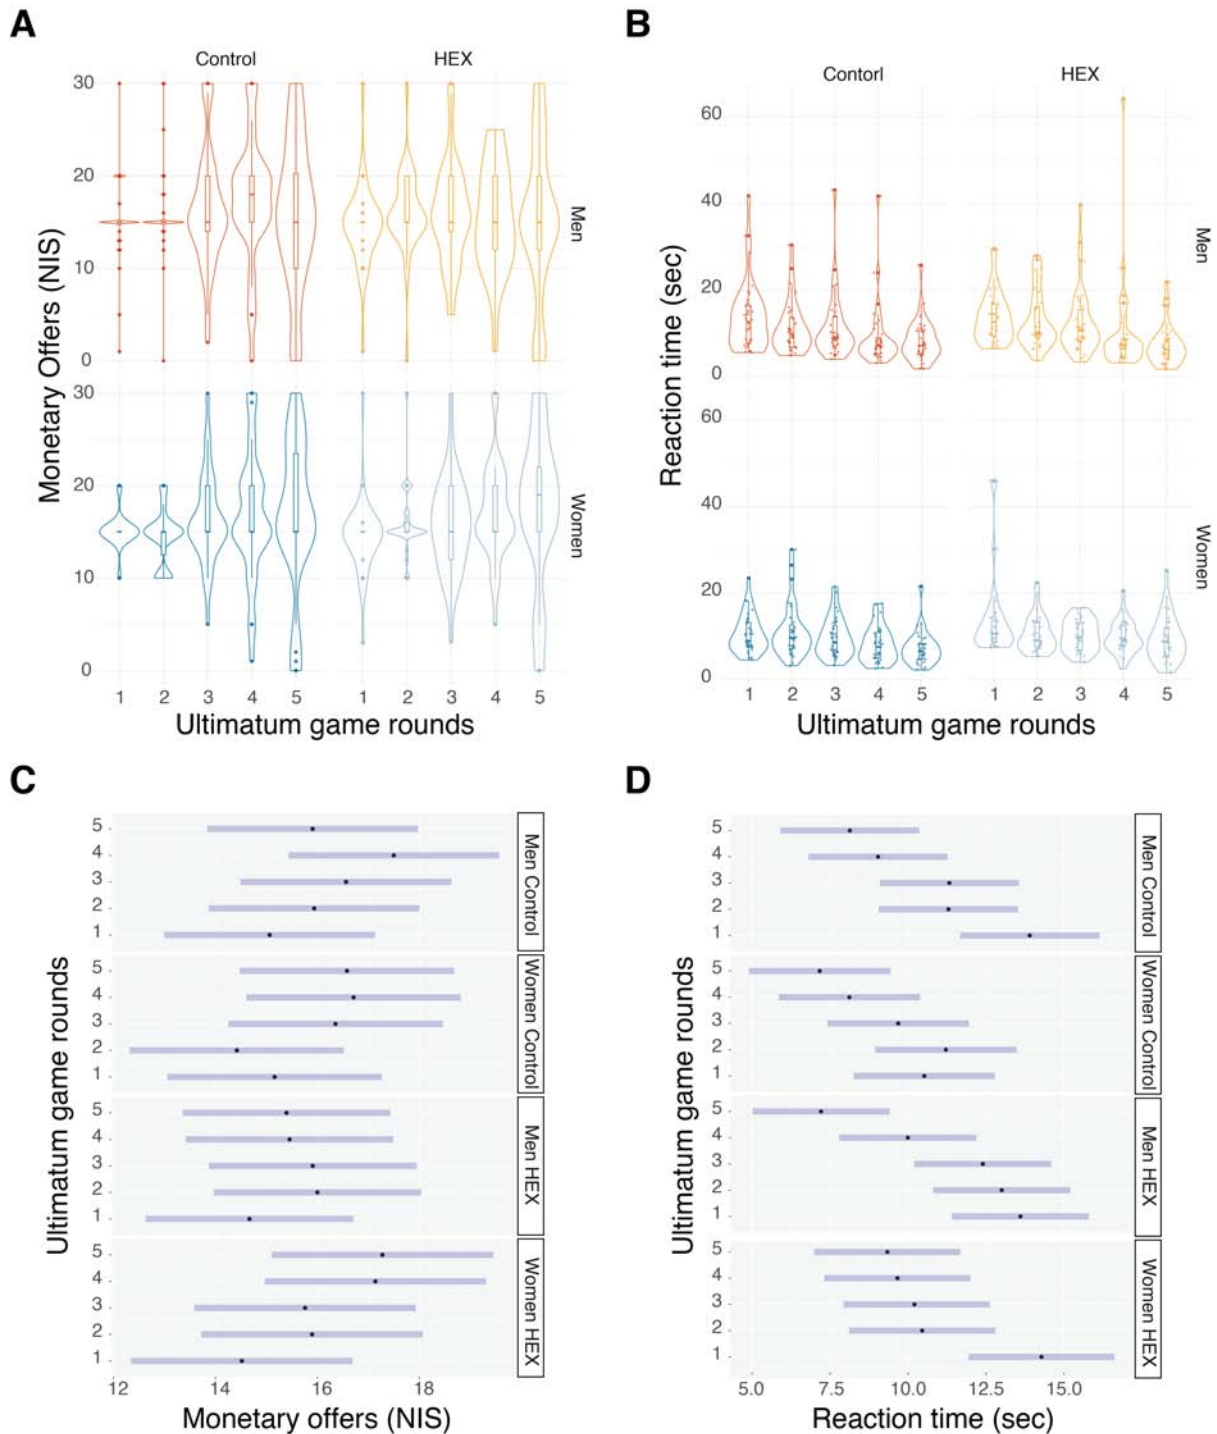 A
Control
HEX
30
20
10
0
Men
30
20
10
0
Women
Monetary Offers (NIS)
1 2 3 4 5
1 2 3 4 5
Ultimatum game rounds
B
Contorl
HEX
60
40
20
0
Men
60
40
20
0
Women
Reaction time (sec)
1 2 3 4 5
1 2 3 4 5
Ultimatum game rounds
C
Ultimatum game rounds
5
4
3
2
1
Men Control
5
4
3
2
1
Women Control
5
4
3
2
1
Men HEX
5
4
3
2
1
Women HEX
12 14 16 18
Monetary offers (NIS)
D
Ultimatum game rounds
5
4
3
2
1
Men Control
5
4
3
2
1
Women Control
5
4
3
2
1
Men HEX
5
4
3
2
1
Women HEX
5.0 7.5 10.0 12.5 15.0
Reaction time (sec)